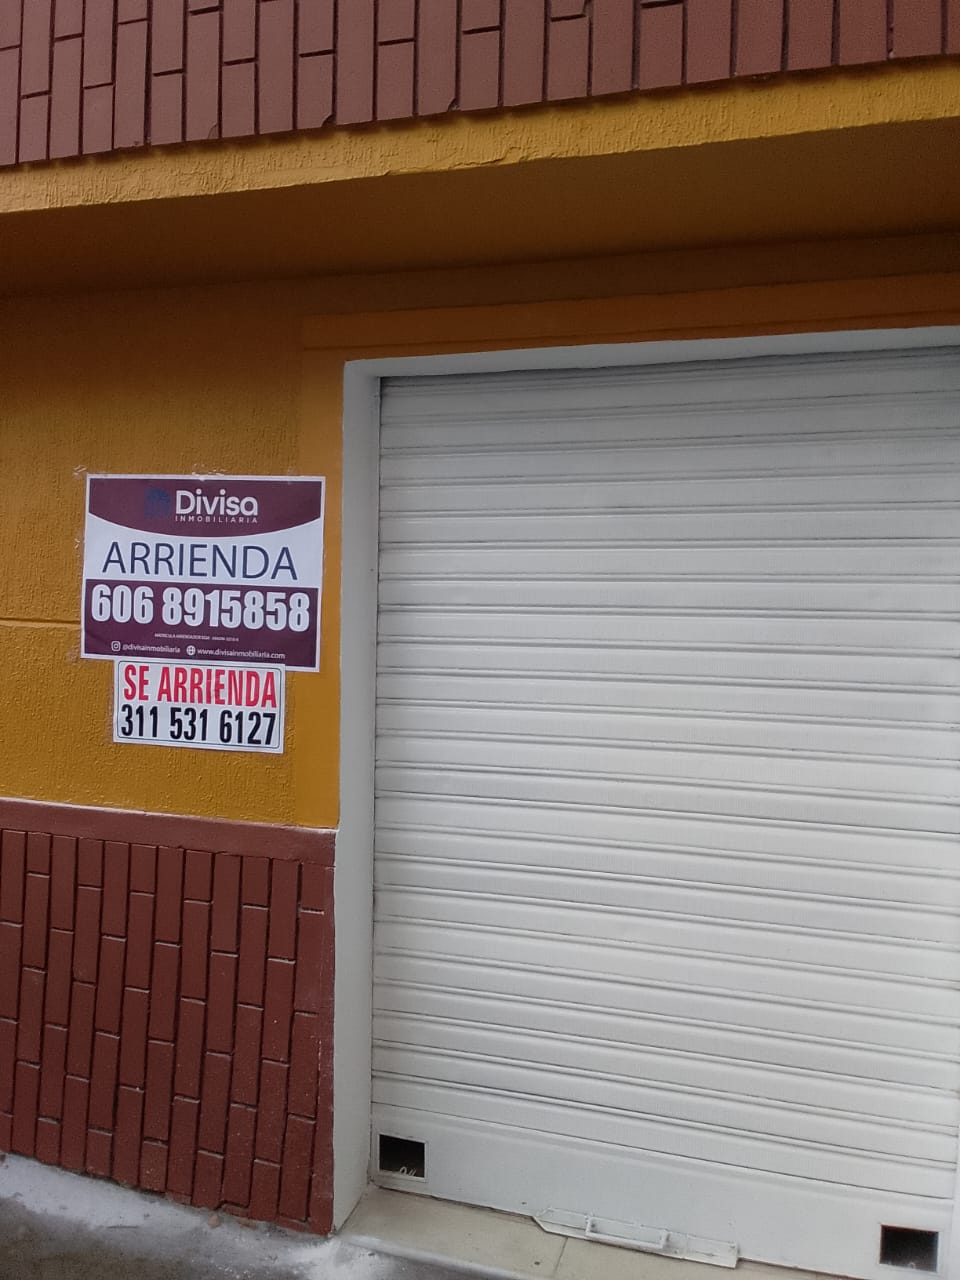 Divisa
INMOBILIARIA
ARRIENDA
606 8915858
@divisainmobiliaria www.divisainmobiliaria.com
SE ARRIENDA
311 531 6127